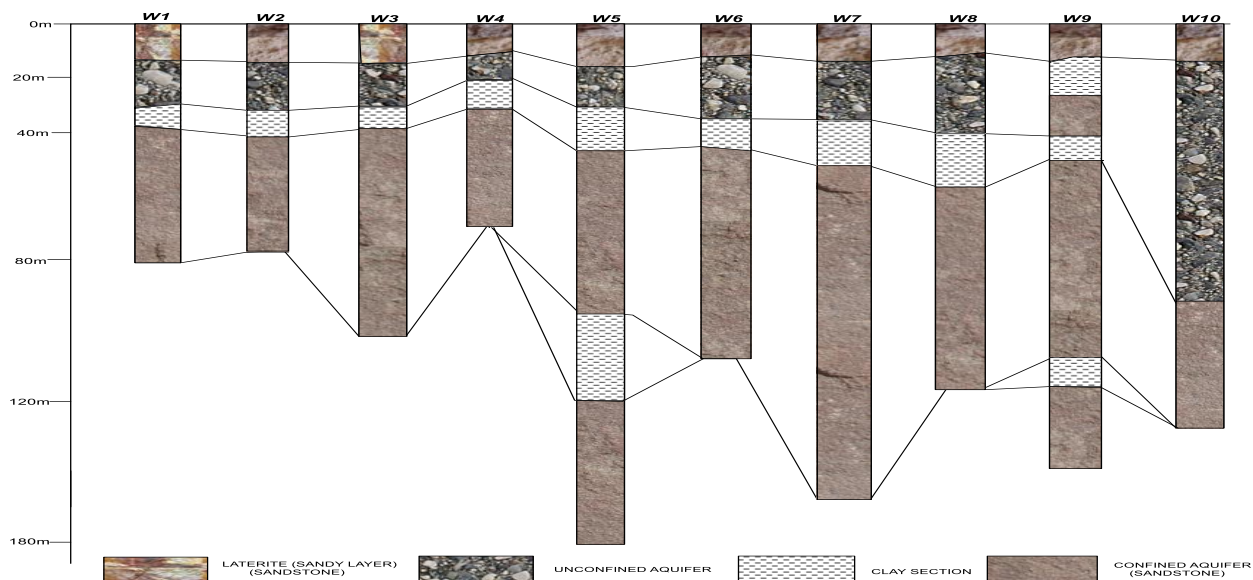 W1 W2 W3 W4 W5 W6 W7 W8 W9 W10
0m
20m
40m
80m
120m
180m
LATERITE (SANDY LAYER)
(SANDSTONE)
UNCONFINED AQUIFER
CLAY SECTION
CONFINED AQUIFER
(SANDSTONE)